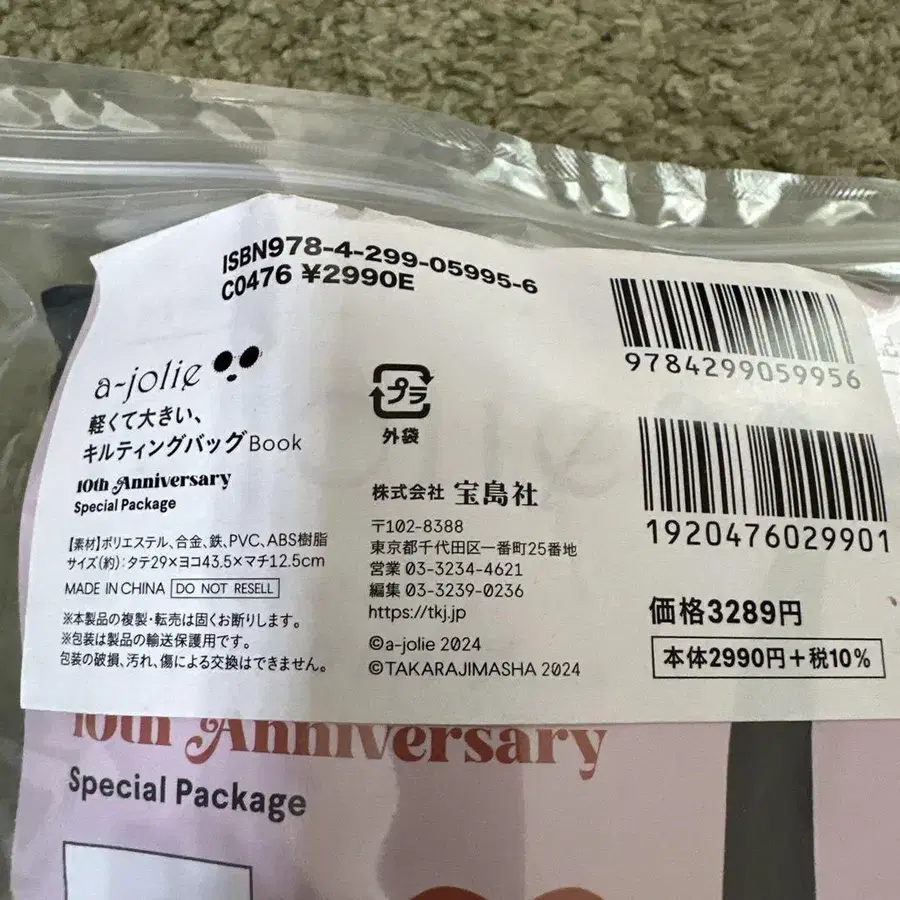 ISBN978-4-299-05995-6
C0476 ¥2990E
9784299059956
1920476029901
価格3289円
本体2990円＋税10%
a-jolie
軽くて大きい、
キルティングバッグBook
10th Anniversary
Special Package
【素材】ポリエステル、合金、鉄、PVC、ABS樹脂
サイズ(約)：タテ29×ヨコ43.5×マチ12.5cm
MADE IN CHINA DO NOT RESELL
※本製品の複製・転売は固くお断りします。
※包装は製品の輸送保護用です。
包装の破損、汚れ、傷による交換はできません。
プラ
外袋
株式会社 宝島社
〒102-8388
東京都千代田区一番町25番地
営業 03-3234-4621
編集 03-3239-0236
https://tkj.jp
©a-jolie 2024
©TAKARAJIMASHA 2024
10th Anniversary
Special Package